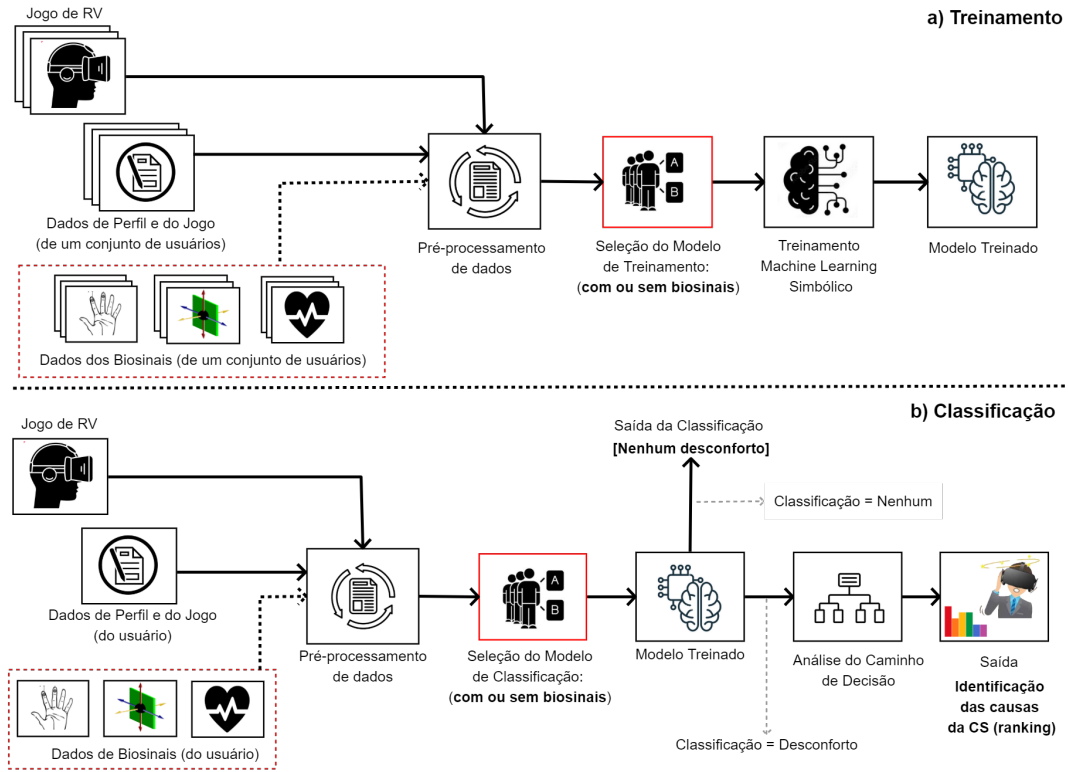 Jogo de RV
a) Treinamento
A
B
Dados de Perfil e do Jogo
(de um conjunto de usuários)
Pré-processamento
de dados
Seleção do Modelo
de Treinamento:
(com ou sem biosinais)
Treinamento
Machine Learning
Simbólico
Modelo Treinado
Dados dos Biosinais (de um conjunto de usuários)
b) Classificação
Jogo de RV
Saída da Classificação
[Nenhum desconforto]
Classificação = Nenhum
A
B
Dados de Perfil e do Jogo
(do usuário)
Pré-processamento
de dados
Seleção do Modelo
de Classificação:
(com ou sem biosinais)
Modelo Treinado
Análise do Caminho
de Decisão
Saída
Identificação
das causas
da CS (ranking)
Classificação = Desconforto
Dados de Biosinais (do usuário)